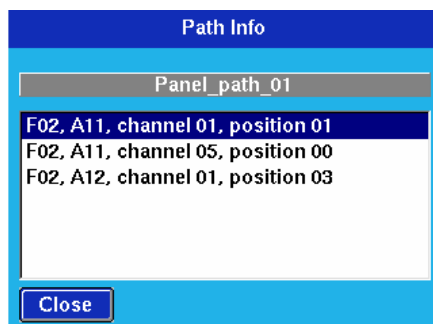 Path Info
Panel_path_01
F02, A11, channel 01, position 01
F02, A11, channel 05, position 00
F02, A12, channel 01, position 03
Close